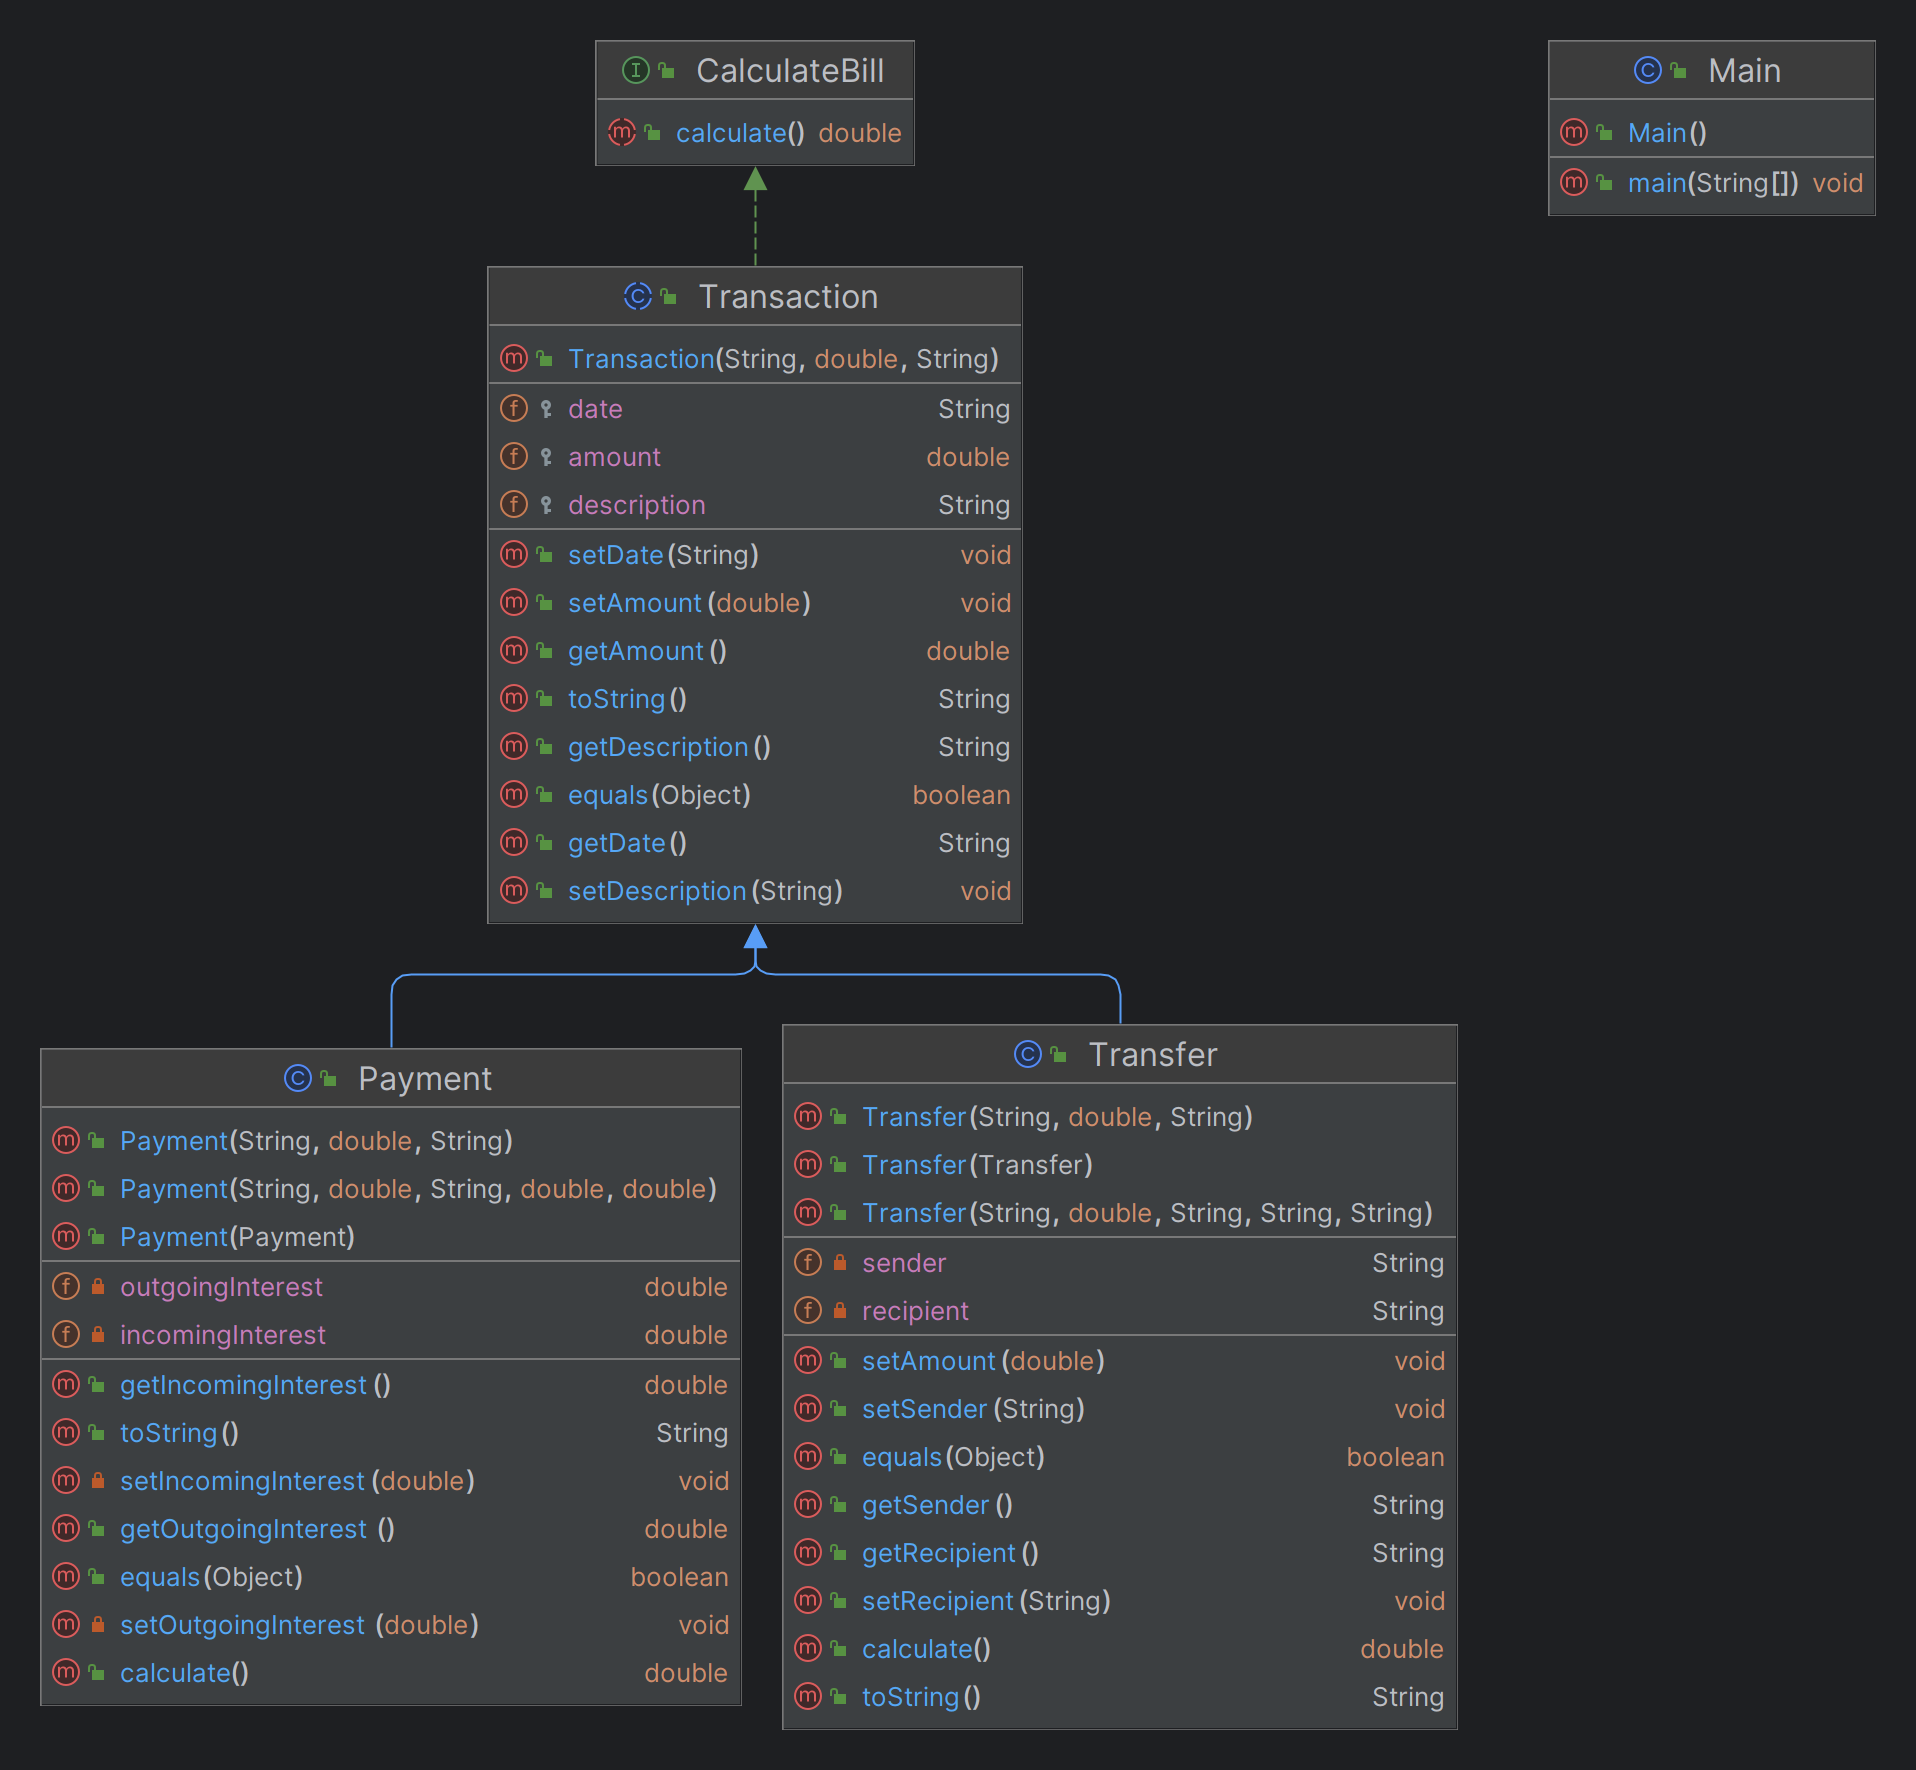 CalculateBill
calculate() double
Main
Main()
main(String[]) void
Transaction
Transaction(String, double, String)
date String
amount double
description String
setDate(String) void
setAmount(double) void
getAmount() double
toString() String
getDescription() String
equals(Object) boolean
getDate() String
setDescription(String) void
Payment
Payment(String, double, String)
Payment(String, double, String, double, double)
Payment(Payment)
outgoingInterest double
incomingInterest double
getIncomingInterest() double
toString() String
setIncomingInterest(double) void
getOutgoingInterest() double
equals(Object) boolean
setOutgoingInterest(double) void
calculate() double
Transfer
Transfer(String, double, String)
Transfer(Transfer)
Transfer(String, double, String, String, String)
sender String
recipient String
setAmount(double) void
setSender(String) void
equals(Object) boolean
getSender() String
getRecipient() String
setRecipient(String) void
calculate() double
toString() String